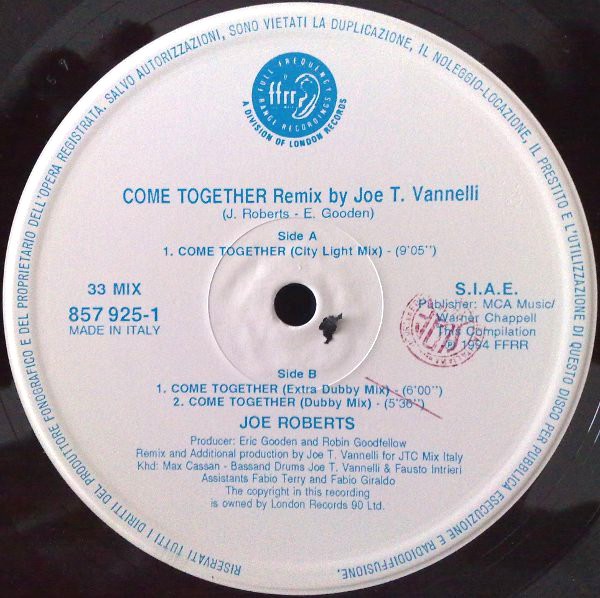 RISERVATI TUTTI I DIRITTI DEL PRODUTTORE FONOGRAFICO E DEL PROPRIETARIO DELL'OPERA REGISTRATA. SALVO AUTORIZZAZIONI, SONO VIETATI LA DUPLICAZIONE, IL NOLEGGIO-LOCAZIONE, IL PRESTITO E L'UTILIZZAZIONE DI QUESTO DISCO PER PUBBLICA ESECUZIONE E RADIODIFFUSIONE.
FULL FREQUENCY
ffrr
RANGE RECORDINGS
A DIVISION OF LONDON RECORDS
COME TOGETHER Remix by Joe T. Vannelli
(J. Roberts - E. Gooden)
Side A
1. COME TOGETHER (City Light Mix) - (9'05'')
33 MIX
857 925-1
MADE IN ITALY
S.I.A.E.
Publisher: MCA Music/
Warner Chappell
This Compilation
℗ 1994 FFRR
Side B
1. COME TOGETHER (Extra Dubby Mix) - (6'00'')
2. COME TOGETHER (Dubby Mix) - (5'36'')
JOE ROBERTS
Producer: Eric Gooden and Robin Goodfellow
Remix and Additional production by Joe T. Vannelli for JTC Mix Italy
Khd: Max Cassan - Bassand Drums Joe T. Vannelli & Fausto Intrieri
Assistants Fabio Terry and Fabio Giraldo
The copyright in this recording
is owned by London Records 90 Ltd.